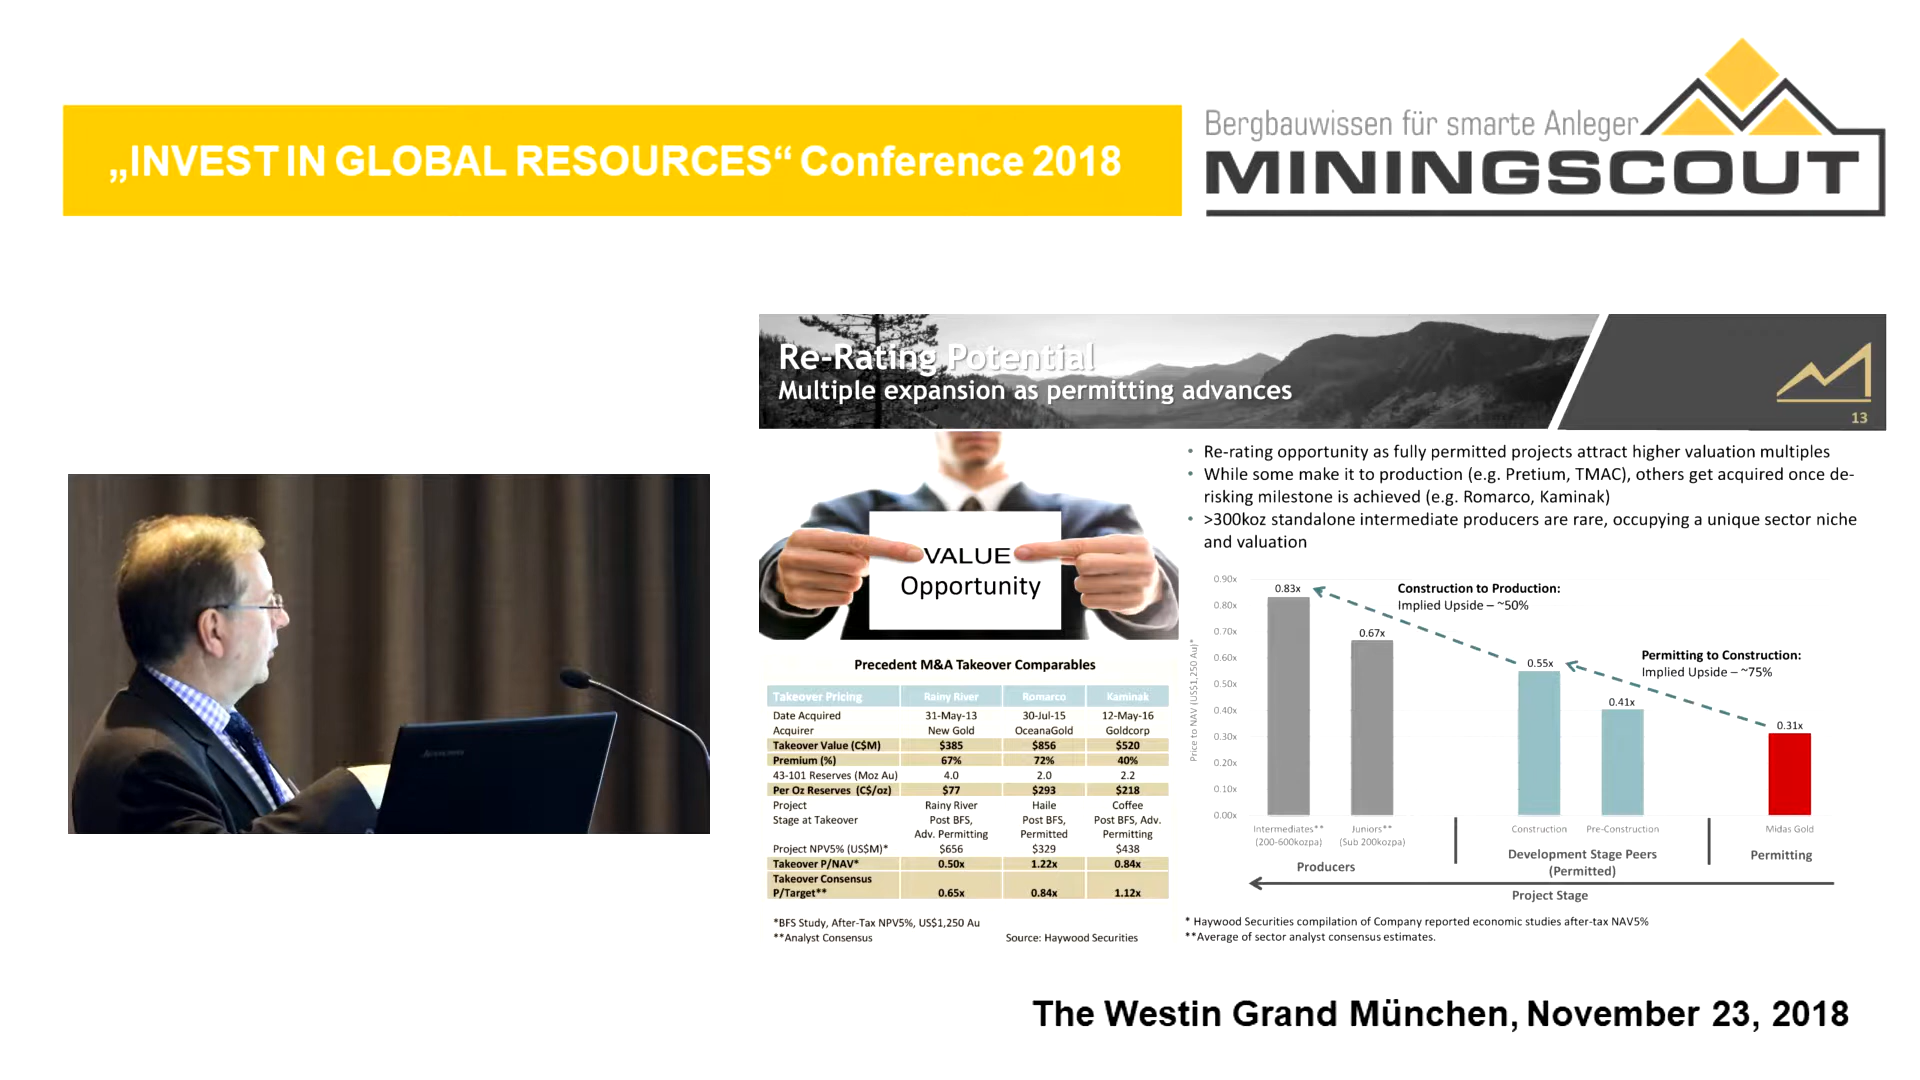 „INVEST IN GLOBAL RESOURCES“ Conference 2018
Bergbauwissen für smarte Anleger
MININGSCOUT
Re-Rating Potential
Multiple expansion as permitting advances
13
VALUE
Opportunity
• Re-rating opportunity as fully permitted projects attract higher valuation multiples
• While some make it to production (e.g. Pretium, TMAC), others get acquired once de-
risking milestone is achieved (e.g. Romarco, Kaminak)
• >300koz standalone intermediate producers are rare, occupying a unique sector niche
and valuation
Precedent M&A Takeover Comparables
Takeover Pricing Rainy River Romarco Kaminak
Date Acquired 31-May-13 30-Jul-15 12-May-16
Acquirer New Gold OceanaGold Goldcorp
Takeover Value (C$M) $385 $856 $520
Premium (%) 67% 72% 40%
43-101 Reserves (Moz Au) 4.0 2.0 2.2
Per Oz Reserves (C$/oz) $77 $293 $218
Project Rainy River Haile Coffee
Stage at Takeover Post BFS, Post BFS, Post BFS, Adv.
Adv. Permitting Permitted Permitting
Project NPV5% (US$M)* $656 $329 $438
Takeover P/NAV* 0.50x 1.22x 0.84x
Takeover Consensus
P/Target** 0.65x 0.84x 1.12x
*BFS Study, After-Tax NPV5%, US$1,250 Au
**Analyst Consensus Source: Haywood Securities
Price to NAV (US$1,250 Au)*
0.90x
0.80x
0.70x
0.60x
0.50x
0.40x
0.30x
0.20x
0.10x
0.00x
0.83x
0.67x
0.55x
0.41x
0.31x
Construction to Production:
Implied Upside – ~50%
Permitting to Construction:
Implied Upside – ~75%
Intermediates** Juniors** Construction Pre-Construction Midas Gold
(200-600kozpa) (Sub 200kozpa)
Producers
Development Stage Peers
(Permitted)
Permitting
Project Stage
* Haywood Securities compilation of Company reported economic studies after-tax NAV5%
**Average of sector analyst consensus estimates.
The Westin Grand München, November 23, 2018